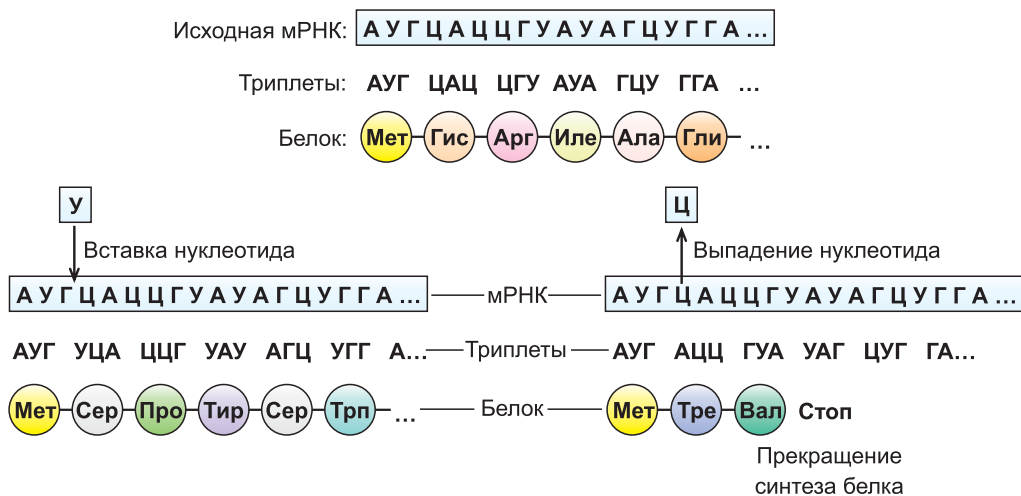 Исходная мРНК: А У Г Ц А Ц Ц Г У А У А Г Ц У Г Г А ...
Триплеты: АУГ ЦАЦ ЦГУ АУА ГЦУ ГГА ...
Белок: Мет Гис Арг Иле Ала Гли ...
У Ц
Вставка нуклеотида Выпадение нуклеотида
А У Г Ц А Ц Ц Г У А У А Г Ц У Г Г А ... мРНК А У Г Ц А Ц Ц Г У А У А Г Ц У Г Г А ...
АУГ УЦА ЦЦГ УАУ АГЦ УГГ А... Триплеты АУГ АЦЦ ГУА УАГ ЦУГ ГА...
Мет Сер Про Тир Сер Трп ... Белок Мет Тре Вал Стоп
Прекращение
синтеза белка